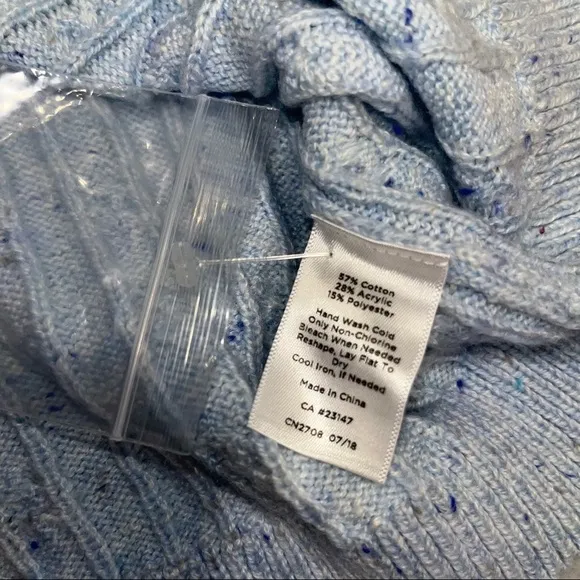 57% Cotton
28% Acrylic
15% Polyester
Hand Wash Cold
Only Non-Chlorine
Bleach When Needed
Reshape, Lay Flat To
Dry
Cool Iron, If Needed
Made in China
CA #23147
CN2708 07/18